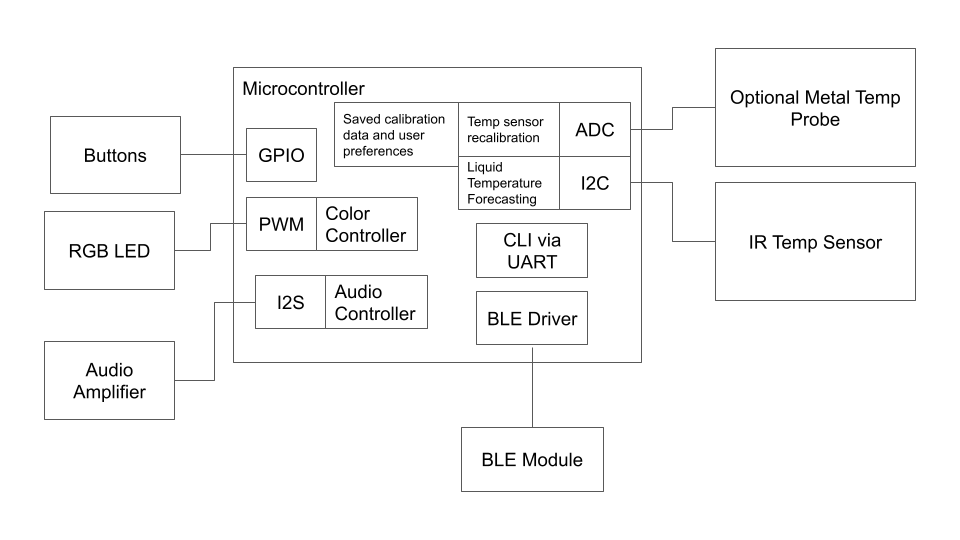 Microcontroller
Buttons
GPIO
RGB LED
PWM
Color
Controller
Audio
Amplifier
I2S
Audio
Controller
Saved calibration
data and user
preferences
Temp sensor
recalibration
ADC
Liquid
Temperature
Forecasting
I2C
CLI via
UART
BLE Driver
BLE Module
Optional Metal Temp
Probe
IR Temp Sensor